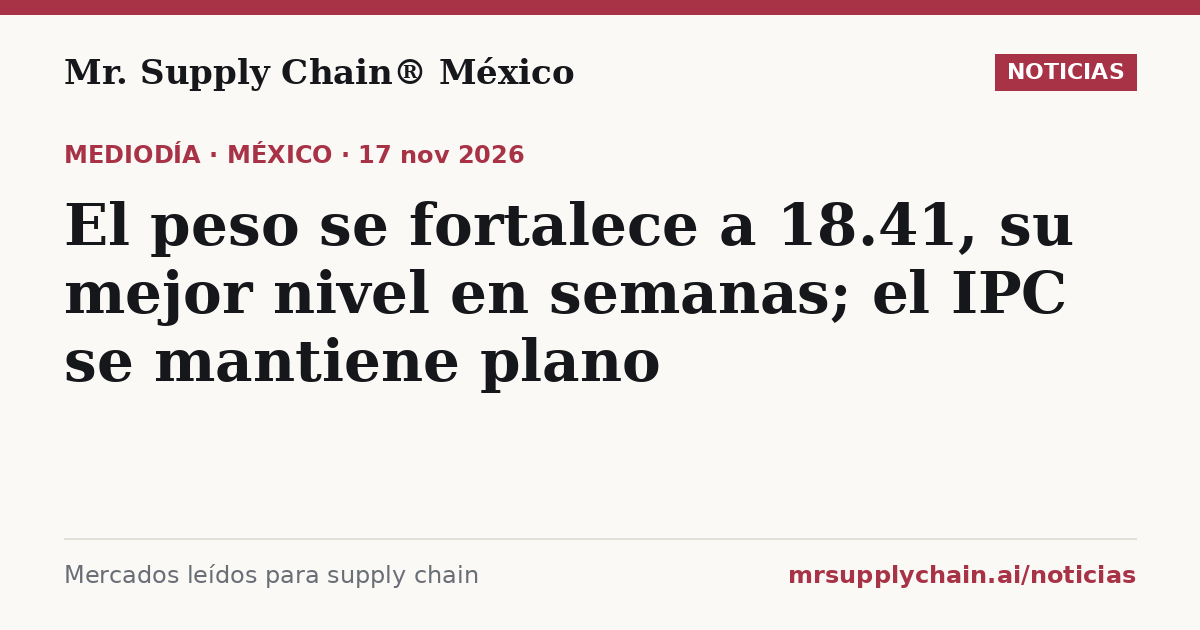 Mr. Supply Chain® México
NOTICIAS
MEDIODÍA · MÉXICO · 17 nov 2026
El peso se fortalece a 18.41, su
mejor nivel en semanas; el IPC
se mantiene plano
Mercados leídos para supply chain
mrsupplychain.ai/noticias